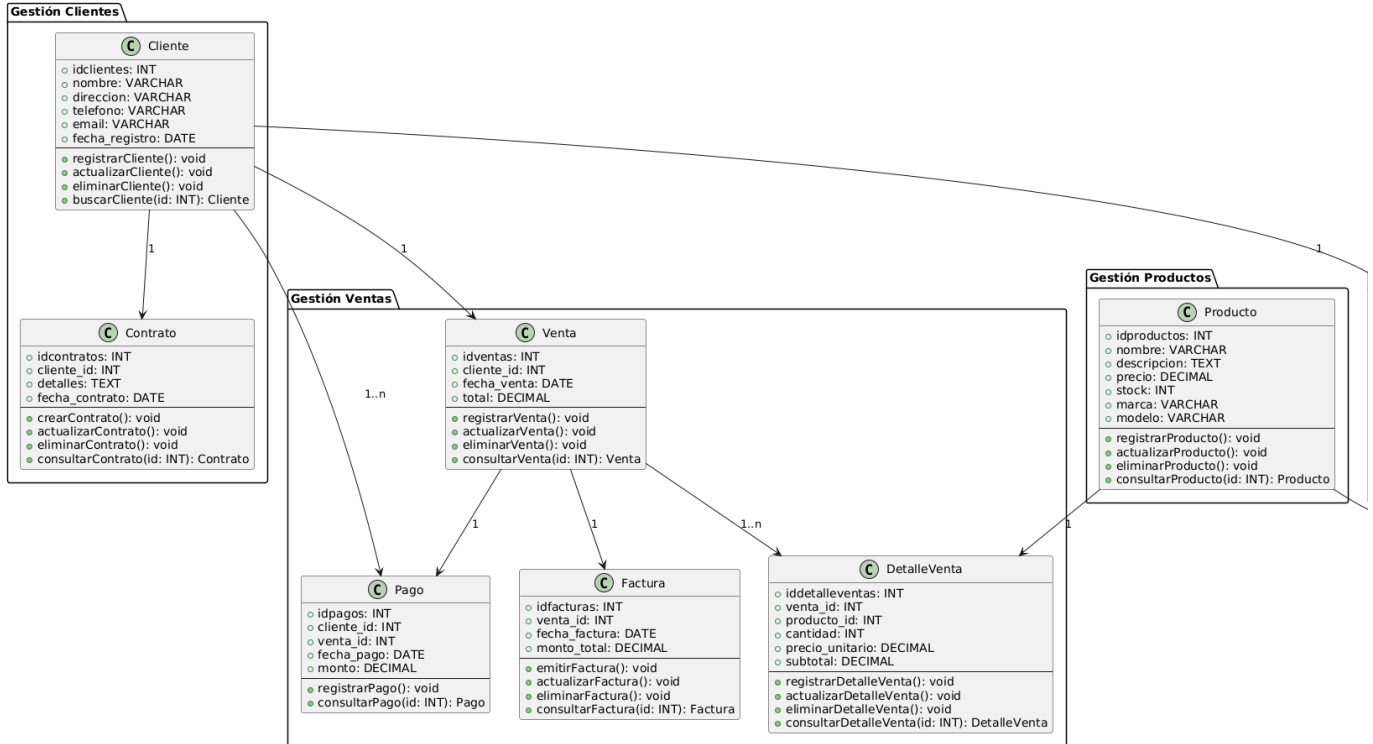 Gestión Clientes
C Cliente
idclientes: INT
nombre: VARCHAR
direccion: VARCHAR
telefono: VARCHAR
email: VARCHAR
fecha_registro: DATE
registrarCliente(): void
actualizarCliente(): void
eliminarCliente(): void
buscarCliente(id: INT): Cliente
1
1
1
C Contrato
idcontratos: INT
cliente_id: INT
detalles: TEXT
fecha_contrato: DATE
crearContrato(): void
actualizarContrato(): void
eliminarContrato(): void
consultarContrato(id: INT): Contrato
Gestión Ventas
1..n
C Venta
idventas: INT
cliente_id: INT
fecha_venta: DATE
total: DECIMAL
registrarVenta(): void
actualizarVenta(): void
eliminarVenta(): void
consultarVenta(id: INT): Venta
Gestión Productos
C Producto
idproductos: INT
nombre: VARCHAR
descripcion: TEXT
precio: DECIMAL
stock: INT
marca: VARCHAR
modelo: VARCHAR
registrarProducto(): void
actualizarProducto(): void
eliminarProducto(): void
consultarProducto(id: INT): Producto
1
1
1..n
1
C Pago
idpagos: INT
cliente_id: INT
venta_id: INT
fecha_pago: DATE
monto: DECIMAL
registrarPago(): void
consultarPago(id: INT): Pago
C Factura
idfacturas: INT
venta_id: INT
fecha_factura: DATE
monto_total: DECIMAL
emitirFactura(): void
actualizarFactura(): void
eliminarFactura(): void
consultarFactura(id: INT): Factura
C DetalleVenta
iddetalleventas: INT
venta_id: INT
producto_id: INT
cantidad: INT
precio_unitario: DECIMAL
subtotal: DECIMAL
registrarDetalleVenta(): void
actualizarDetalleVenta(): void
eliminarDetalleVenta(): void
consultarDetalleVenta(id: INT): DetalleVenta